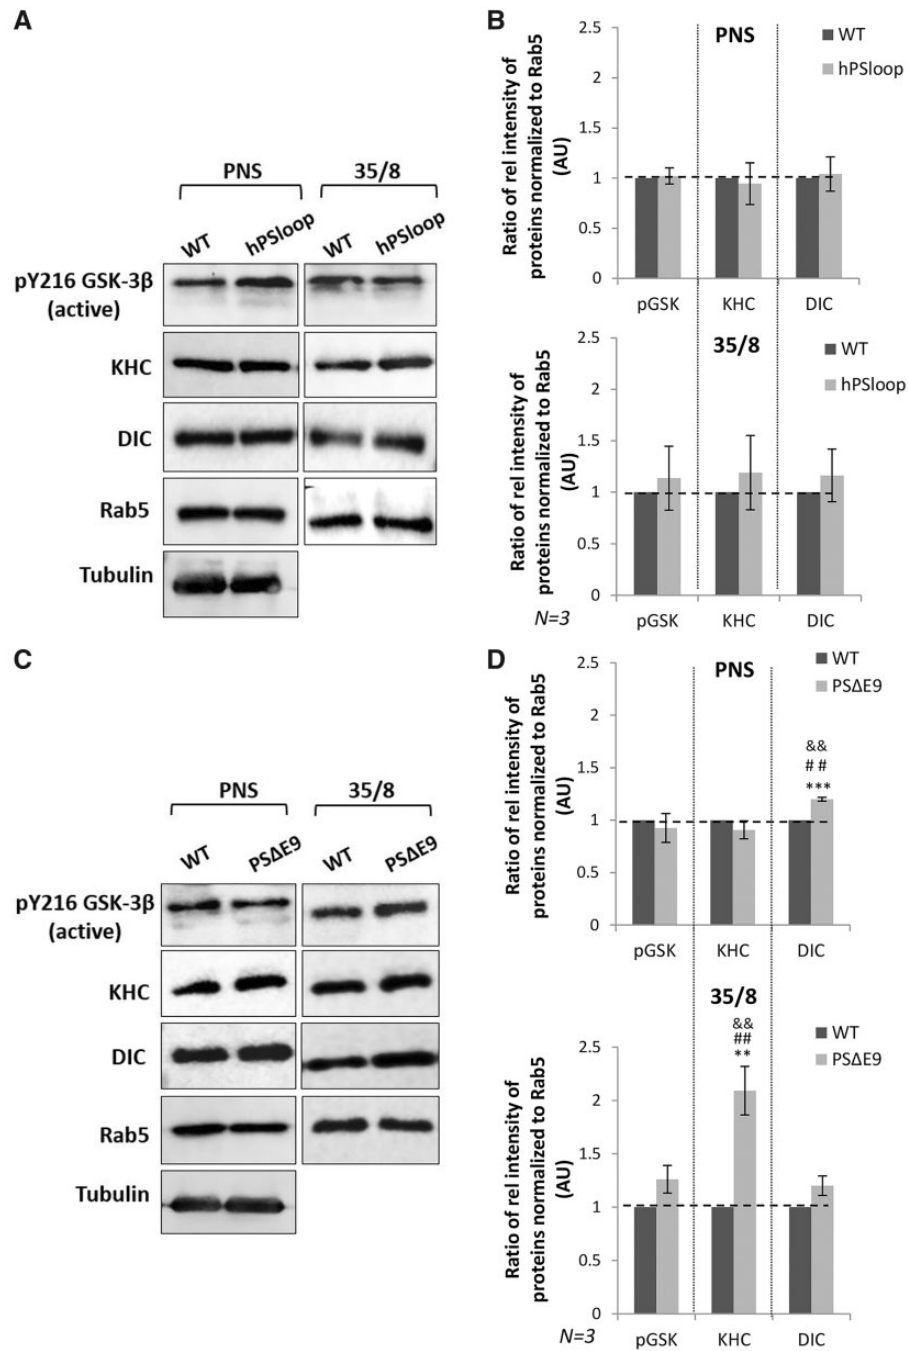 A
PNS
35/8
WT
hPSloop
WT
hPSloop
pY216 GSK-3β
(active)
KHC
DIC
Rab5
Tubulin
B
Ratio of rel intensity of
proteins normalized to Rab5
(AU)
PNS
WT
hPSloop
2.5
2
1.5
1
0.5
0
pGSK
KHC
DIC
Ratio of rel intensity of
proteins normalized to Rab5
(AU)
35/8
WT
hPSloop
2.5
2
1.5
1
0.5
0
N=3
pGSK
KHC
DIC
C
PNS
35/8
WT
PSΔE9
WT
PSΔE9
pY216 GSK-3β
(active)
KHC
DIC
Rab5
Tubulin
D
Ratio of rel intensity of
proteins normalized to Rab5
(AU)
PNS
WT
PSΔE9
2.5
2
1.5
1
0.5
0
&&
# #
***
pGSK
KHC
DIC
Ratio of rel intensity of
proteins normalized to Rab5
(AU)
35/8
&&
##
**
WT
PSΔE9
2.5
2
1.5
1
0.5
0
N=3
pGSK
KHC
DIC